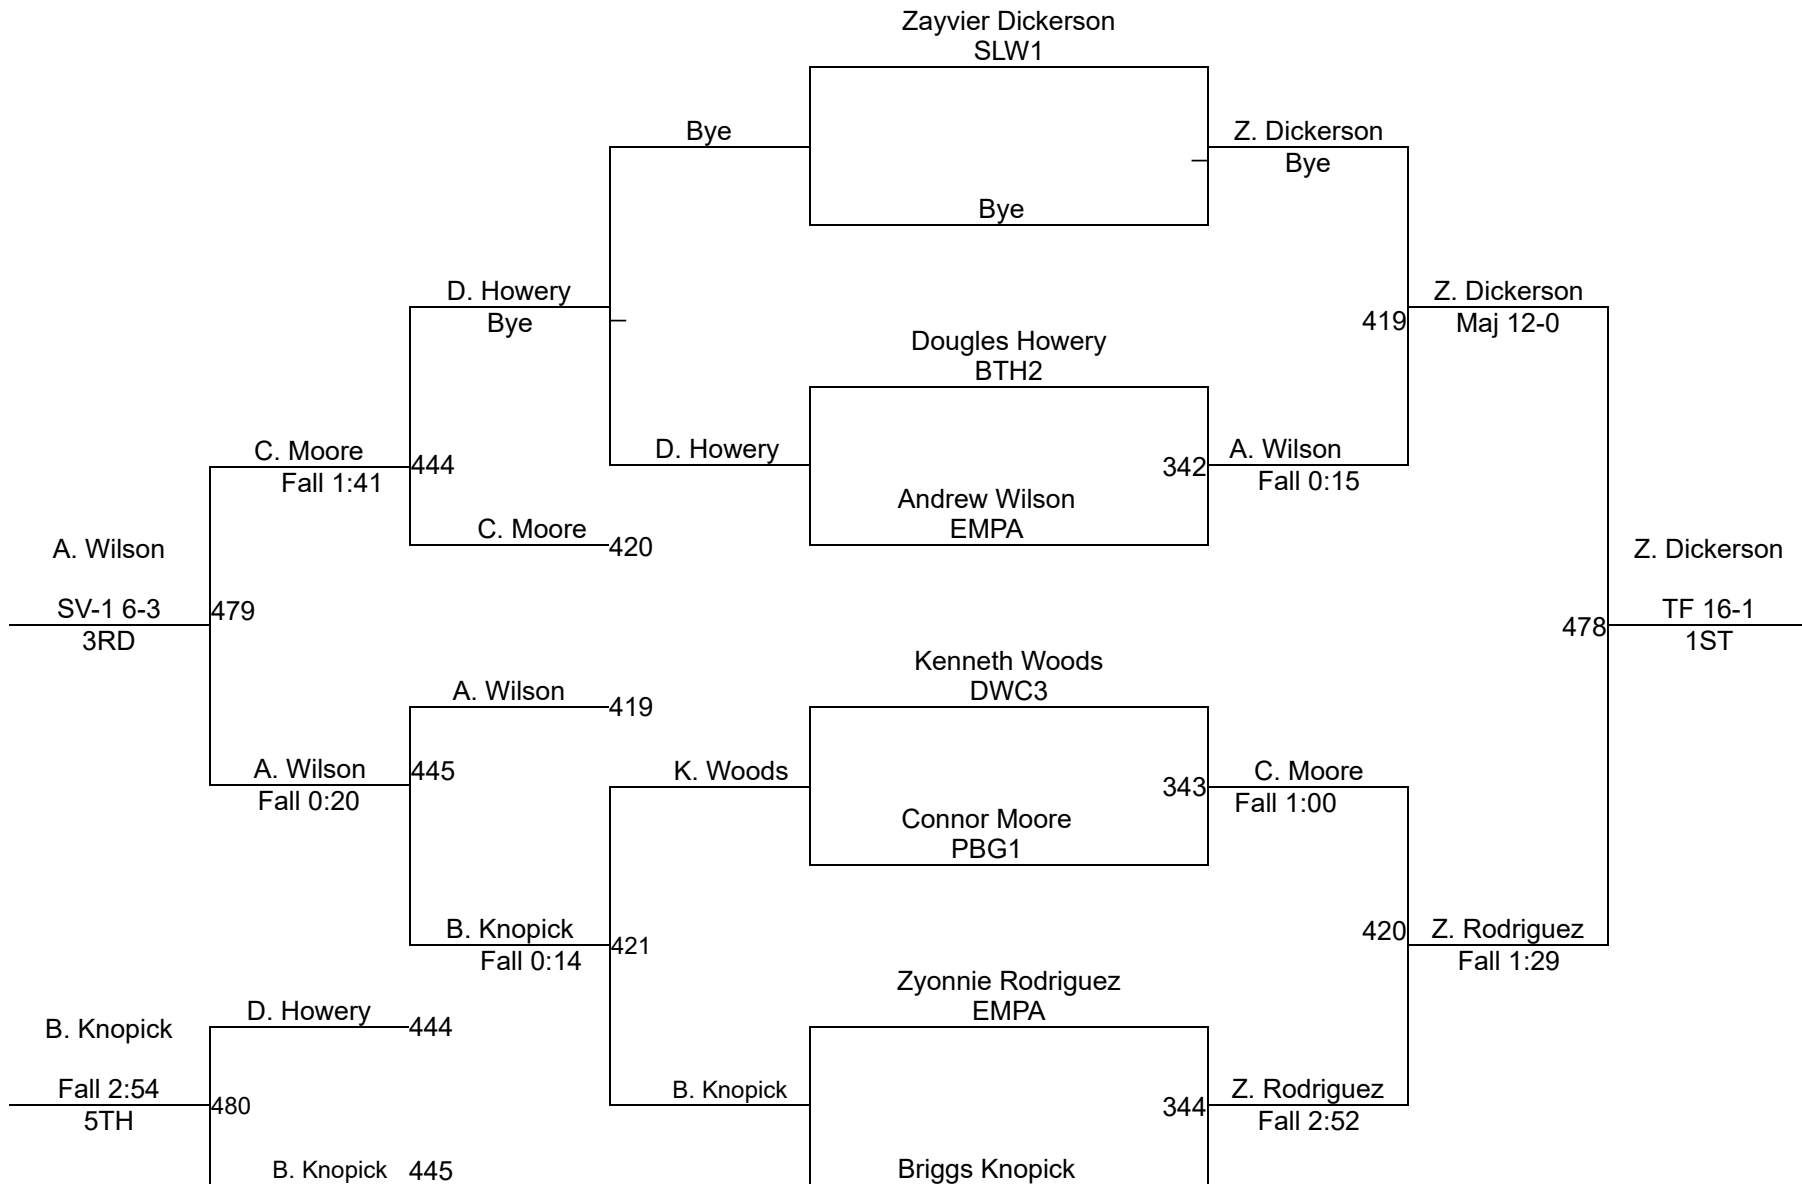 Zayvier Dickerson
SLW1
Bye
Z. Dickerson
Bye
Bye
D. Howery
Bye
Z. Dickerson
419
Maj 12-0
Dougles Howery
BTH2
C. Moore
444
Fall 1:41
D. Howery
342
A. Wilson
Fall 0:15
Andrew Wilson
EMPA
C. Moore
420
A. Wilson
SV-1 6-3
479
3RD
Z. Dickerson
TF 16-1
478
1ST
Kenneth Woods
DWC3
A. Wilson
419
A. Wilson
445
Fall 0:20
K. Woods
343
C. Moore
Fall 1:00
Connor Moore
PBG1
B. Knopick
421
Fall 0:14
420
Z. Rodriguez
Fall 1:29
Zyonnie Rodriguez
EMPA
D. Howery
444
B. Knopick
Fall 2:54
480
5TH
B. Knopick
344
Z. Rodriguez
Fall 2:52
B. Knopick
445
Briggs Knopick